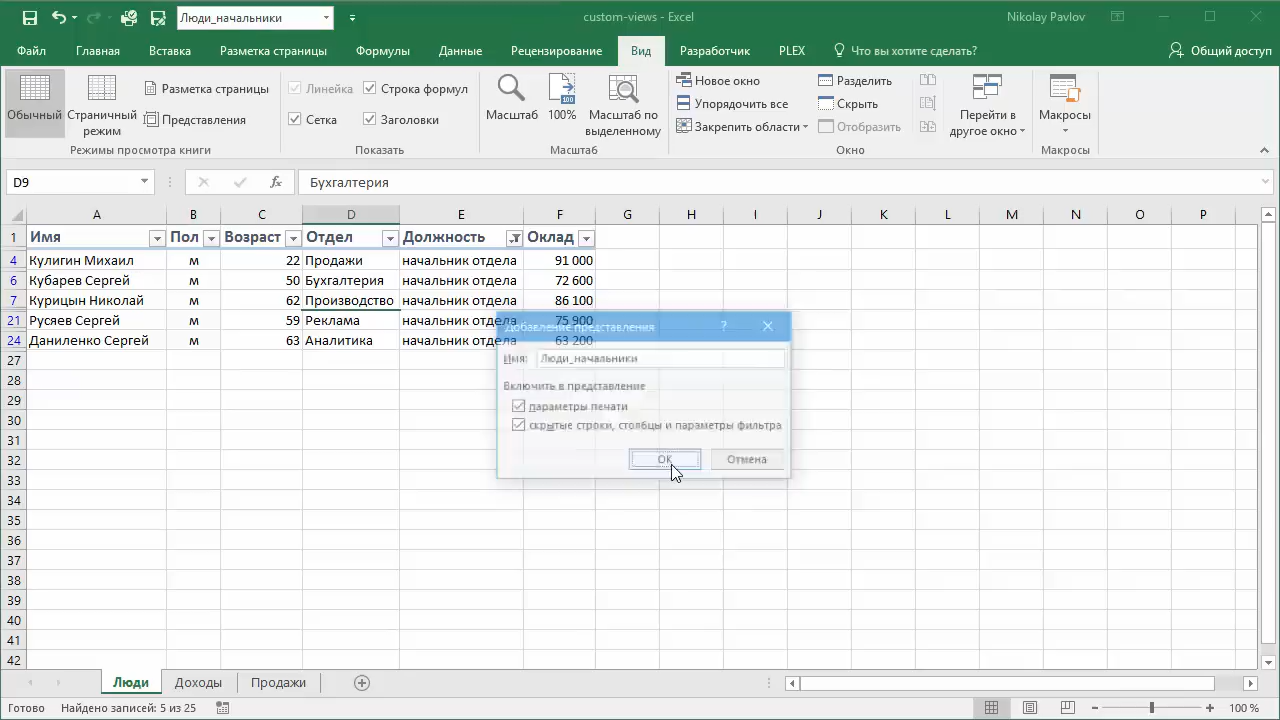 Люди_начальники
custom-views - Excel
Nikolay Pavlov
Файл Главная Вставка Разметка страницы Формулы Данные Рецензирование Вид Разработчик PLEX Что вы хотите сделать? Общий доступ
Обычный
Страничный
режим
Разметка страницы
Представления
Режимы просмотра книги
Линейка
Строка формул
Сетка
Заголовки
Показать
Масштаб
100
100%
Масштаб по
выделенному
Масштаб
Новое окно
Упорядочить все
Закрепить области
Разделить
Скрыть
Отобразить
Перейти в
другое окно
Окно
Макросы
Макросы
D9
fx
Бухгалтерия
A B C D E F G H I J K L M N O P
1 Имя Пол Возраст Отдел Должность Оклад
4 Кулигин Михаил м 22 Продажи начальник отдела 91 000
6 Кубарев Сергей м 50 Бухгалтерия начальник отдела 72 600
7 Курицын Николай м 62 Производство начальник отдела 86 100
21 Русяев Сергей м 59 Реклама начальник отдела 75 900
24 Даниленко Сергей м 63 Аналитика начальник отдела 63 200
27
28
29
30
31
32
33
34
35
36
37
38
39
40
41
42
Добавление представления ?
Имя: Люди_начальники
Включить в представление
параметры печати
скрытые строки, столбцы и параметры фильтра
ОК
Отмена
Люди Доходы Продажи
Готово Найдено записей: 5 из 25
100 %